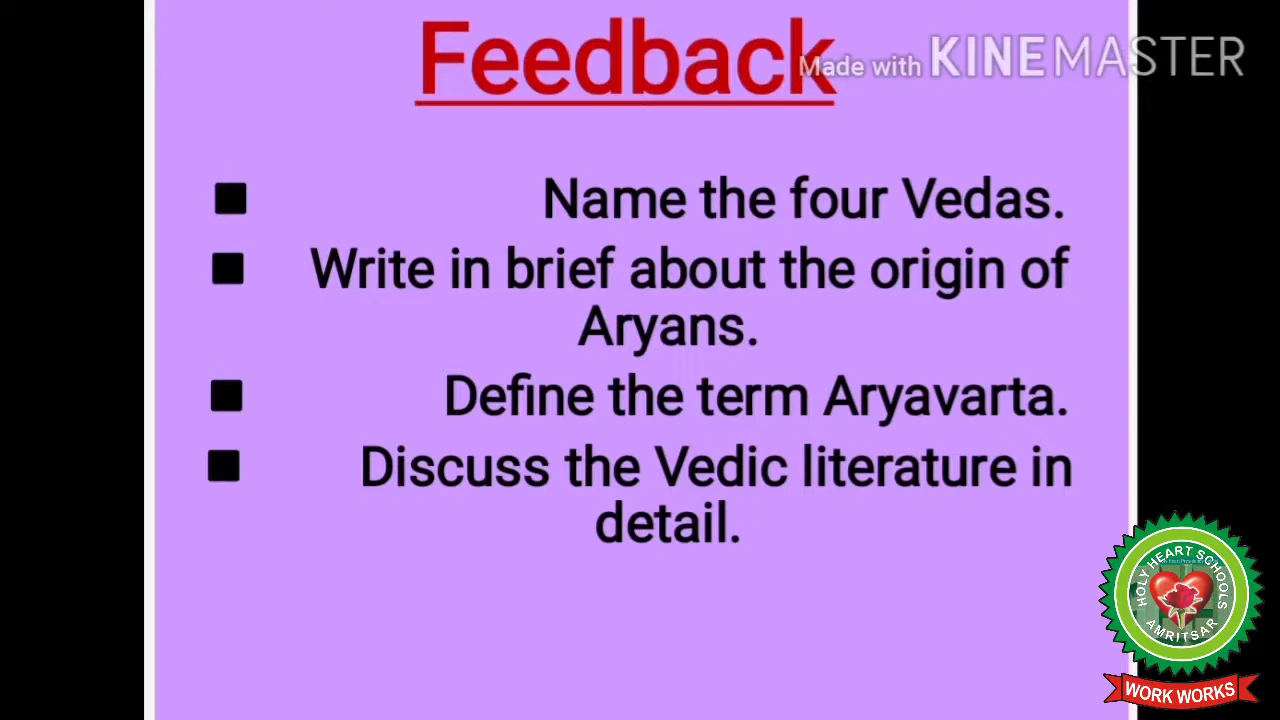 Feedback
Made with KINEMASTER
■ Name the four Vedas.
■ Write in brief about the origin of
Aryans.
■ Define the term Aryavarta.
■ Discuss the Vedic literature in
detail.
HOLY HEART SCHOOLS
AMRITSAR
WORK WORKS